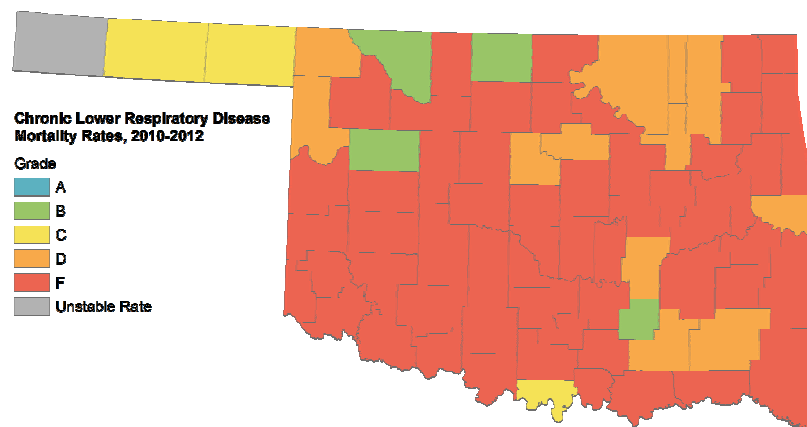 Chronic Lower Respiratory Disease
Mortality Rates, 2010-2012
Grade
A
B
C
D
F
Unstable Rate